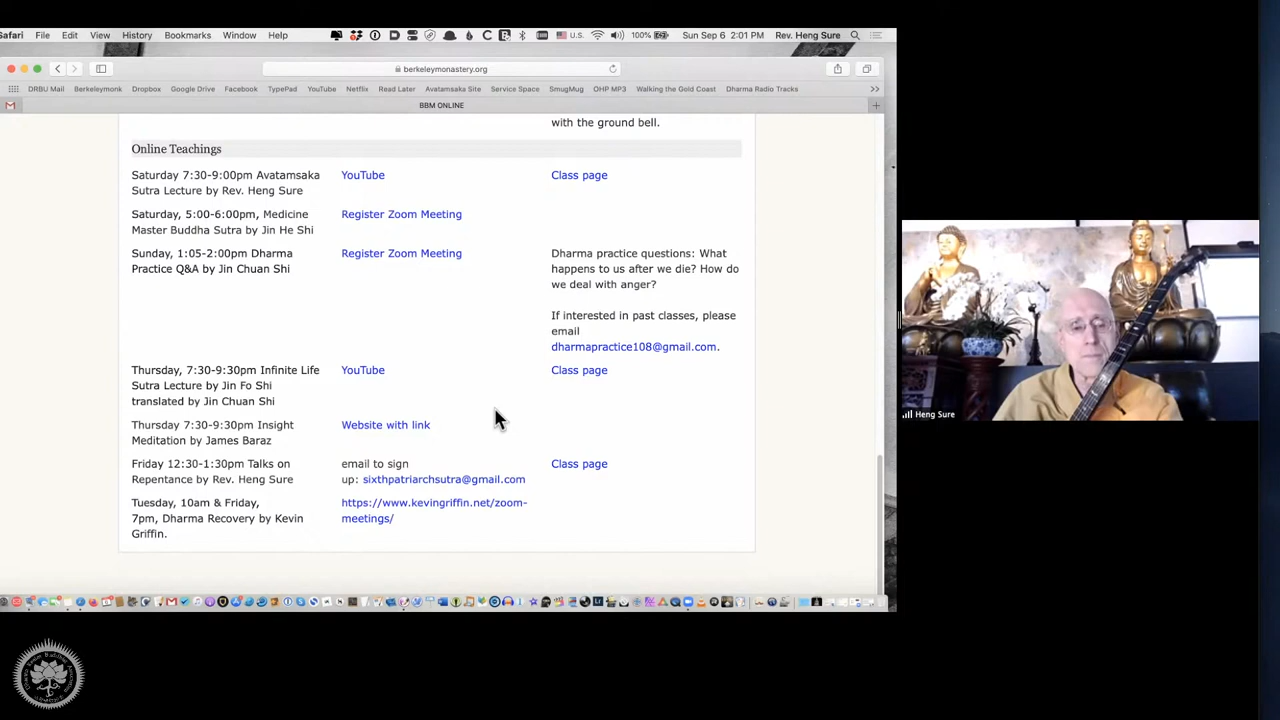 Safari File Edit View History Bookmarks Window Help U.S. 100% Sun Sep 6 2:01 PM Rev. Heng Sure
berkeleymonastery.org
DRBU Mail Berkeleymonk Dropbox Google Drive Facebook TypePad YouTube Netflix Read Later Avatamsaka Site Service Space SmugMug OHP MP3 Walking the Gold Coast Dharma Radio Tracks
BBM ONLINE
with the ground bell.
Online Teachings
Saturday 7:30-9:00pm Avatamsaka
Sutra Lecture by Rev. Heng Sure
YouTube
Class page
Saturday, 5:00-6:00pm, Medicine
Master Buddha Sutra by Jin He Shi
Register Zoom Meeting
Sunday, 1:05-2:00pm Dharma
Practice Q&A by Jin Chuan Shi
Register Zoom Meeting
Dharma practice questions: What
happens to us after we die? How do
we deal with anger?
If interested in past classes, please
email
dharmapractice108@gmail.com.
Thursday, 7:30-9:30pm Infinite Life
Sutra Lecture by Jin Fo Shi
translated by Jin Chuan Shi
YouTube
Class page
Thursday 7:30-9:30pm Insight
Meditation by James Baraz
Website with link
Friday 12:30-1:30pm Talks on
Repentance by Rev. Heng Sure
email to sign
up: sixthpatriarchsutra@gmail.com
Class page
Tuesday, 10am & Friday,
7pm, Dharma Recovery by Kevin
Griffin.
https://www.kevingriffin.net/zoom-
meetings/
Heng Sure